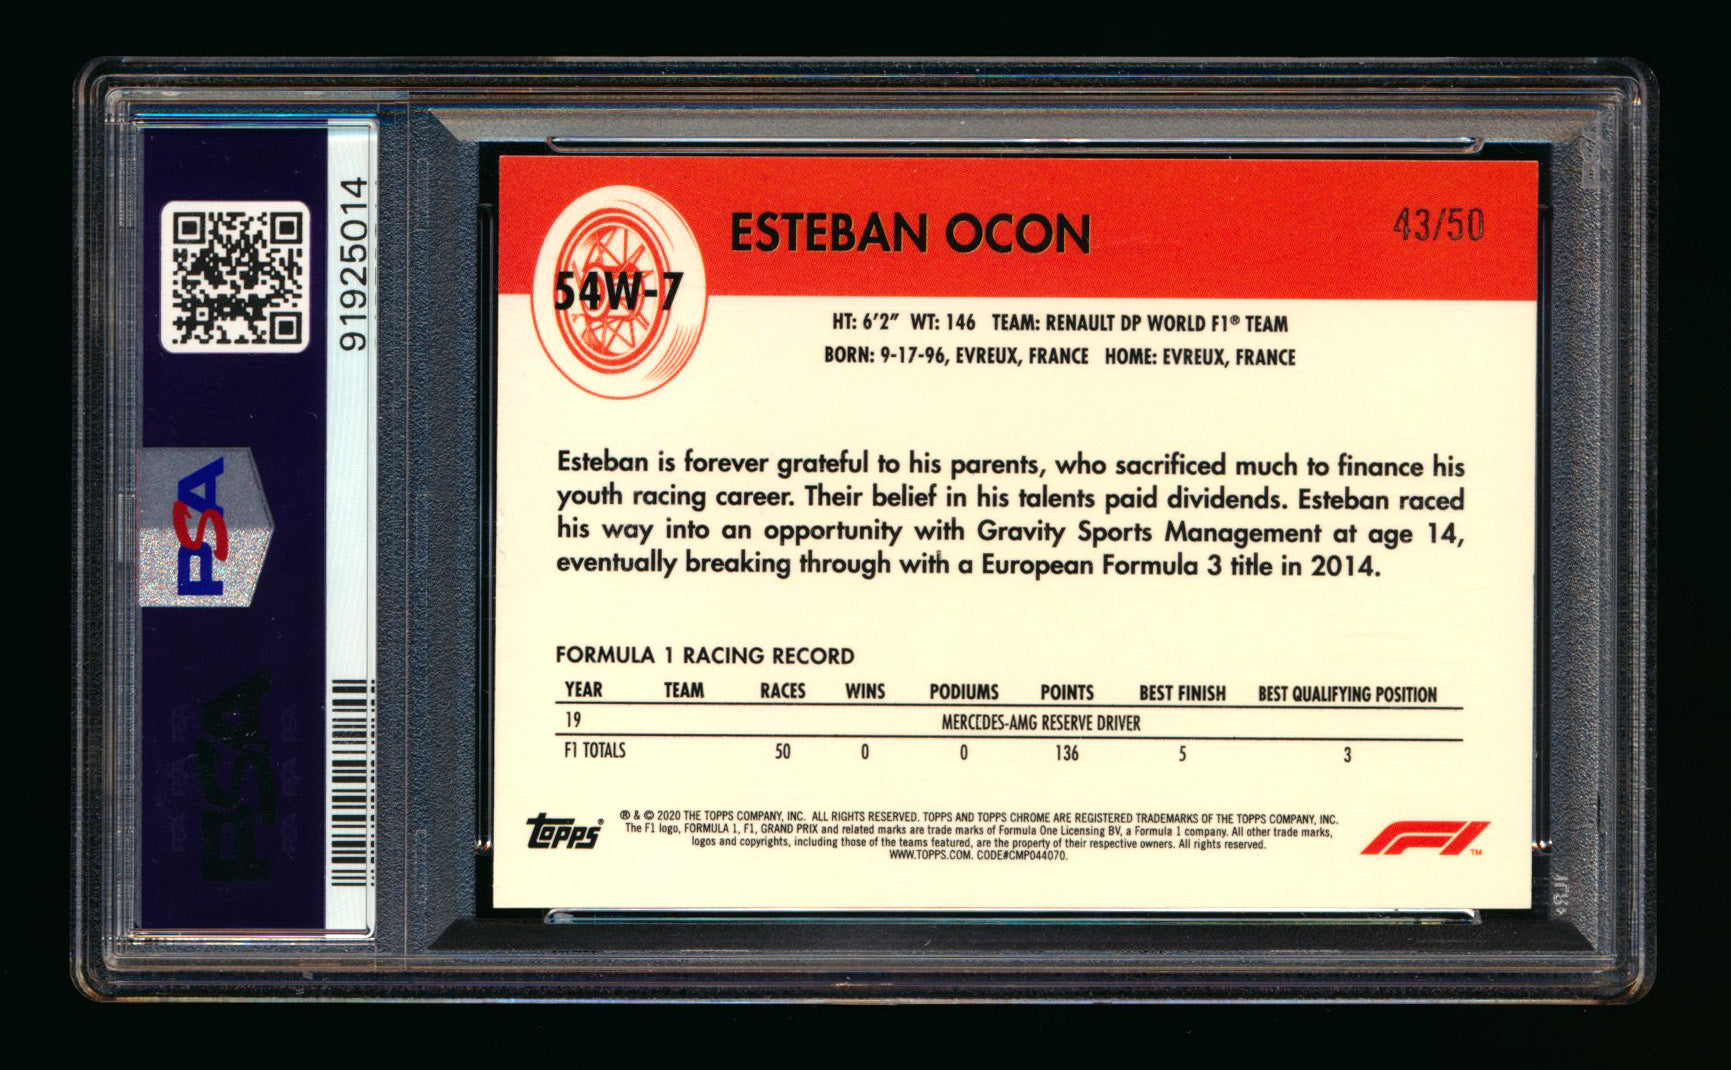 91925014
PSA
PSA
54W-7
ESTEBAN OCON
43/50
HT: 6'2" WT: 146 TEAM: RENAULT DP WORLD F1® TEAM
BORN: 9-17-96, EVREUX, FRANCE HOME: EVREUX, FRANCE
Esteban is forever grateful to his parents, who sacrificed much to finance his
youth racing career. Their belief in his talents paid dividends. Esteban raced
his way into an opportunity with Gravity Sports Management at age 14,
eventually breaking through with a European Formula 3 title in 2014.
FORMULA 1 RACING RECORD
YEAR TEAM RACES WINS PODIUMS POINTS BEST FINISH BEST QUALIFYING POSITION
19 MERCEDES-AMG RESERVE DRIVER
F1 TOTALS 50 0 0 136 5 3
Topps®
® & © 2020 THE TOPPS COMPANY, INC. ALL RIGHTS RESERVED. TOPPS AND TOPPS CHROME ARE REGISTERED TRADEMARKS OF THE TOPPS COMPANY, INC.
The F1 logo, FORMULA 1, F1, GRAND PRIX and related marks are trade marks of Formula One Licensing BV, a Formula 1 company. All other trade marks,
logos and copyrights, including those of the teams featured, are the property of their respective owners. All rights reserved.
WWW.TOPPS.COM. CODE#CMP044070.
F1™